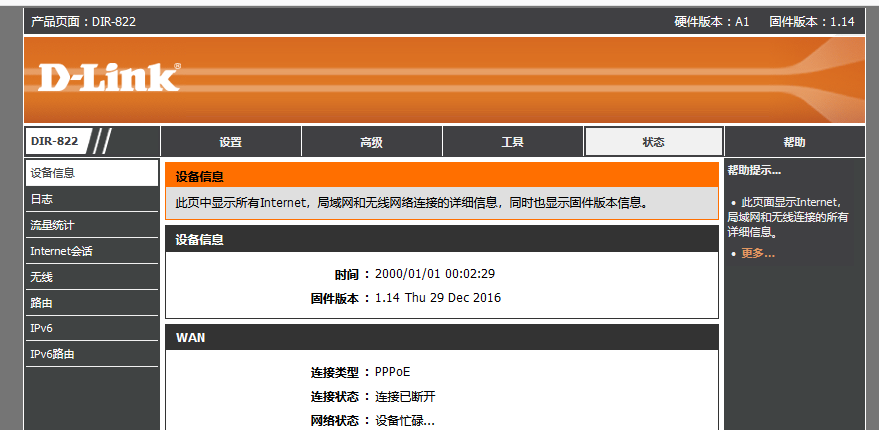 产品页面：DIR-822
硬件版本：A1 固件版本：1.14
D-Link®
DIR-822
设置
高级
工具
状态
帮助
设备信息
日志
流量统计
Internet会话
无线
路由
IPv6
IPv6路由
设备信息
此页中显示所有Internet，局域网和无线网络连接的详细信息，同时也显示固件版本信息。
设备信息
时间 ： 2000/01/01 00:02:29
固件版本 ： 1.14 Thu 29 Dec 2016
WAN
连接类型 ： PPPoE
连接状态 ： 连接已断开
网络状态 ： 设备忙碌...
帮助提示...
• 此页面显示Internet，
局域网和无线连接的所有
详细信息。
• 更多...